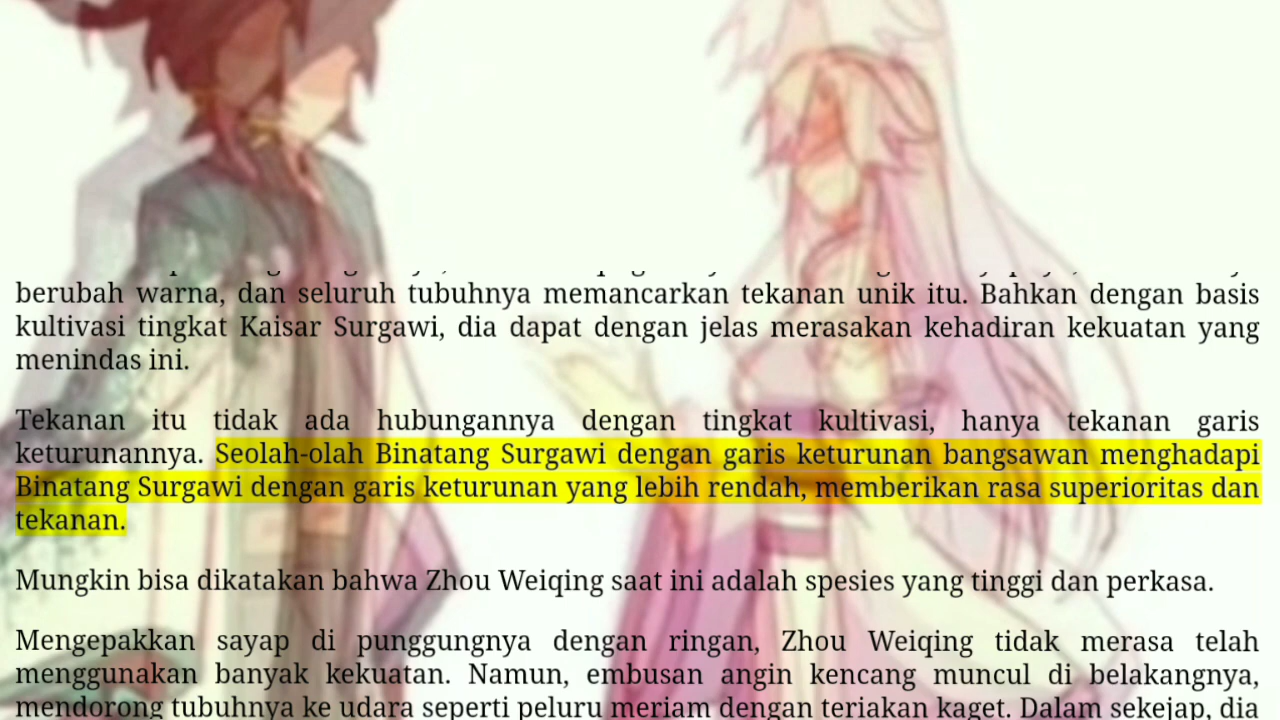 berubah warna, dan seluruh tubuhnya memancarkan tekanan unik itu. Bahkan dengan basis
kultivasi tingkat Kaisar Surgawi, dia dapat dengan jelas merasakan kehadiran kekuatan yang
menindas ini.
Tekanan itu tidak ada hubungannya dengan tingkat kultivasi, hanya tekanan garis
keturunannya. Seolah-olah Binatang Surgawi dengan garis keturunan bangsawan menghadapi
Binatang Surgawi dengan garis keturunan yang lebih rendah, memberikan rasa superioritas dan
tekanan.
Mungkin bisa dikatakan bahwa Zhou Weiqing saat ini adalah spesies yang tinggi dan perkasa.
Mengepakkan sayap di punggungnya dengan ringan, Zhou Weiqing tidak merasa telah
menggunakan banyak kekuatan. Namun, embusan angin kencang muncul di belakangnya,
mendorong tubuhnya ke udara seperti peluru meriam dengan teriakan kaget. Dalam sekejap, dia